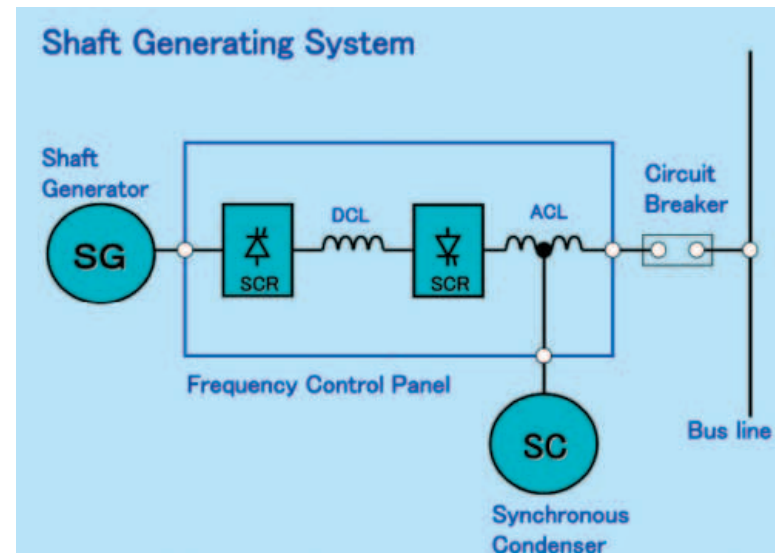 Shaft Generating System
Shaft
Generator
SG
SCR
DCL
SCR
ACL
Circuit
Breaker
Frequency Control Panel
SC
Synchronous
Condenser
Bus line